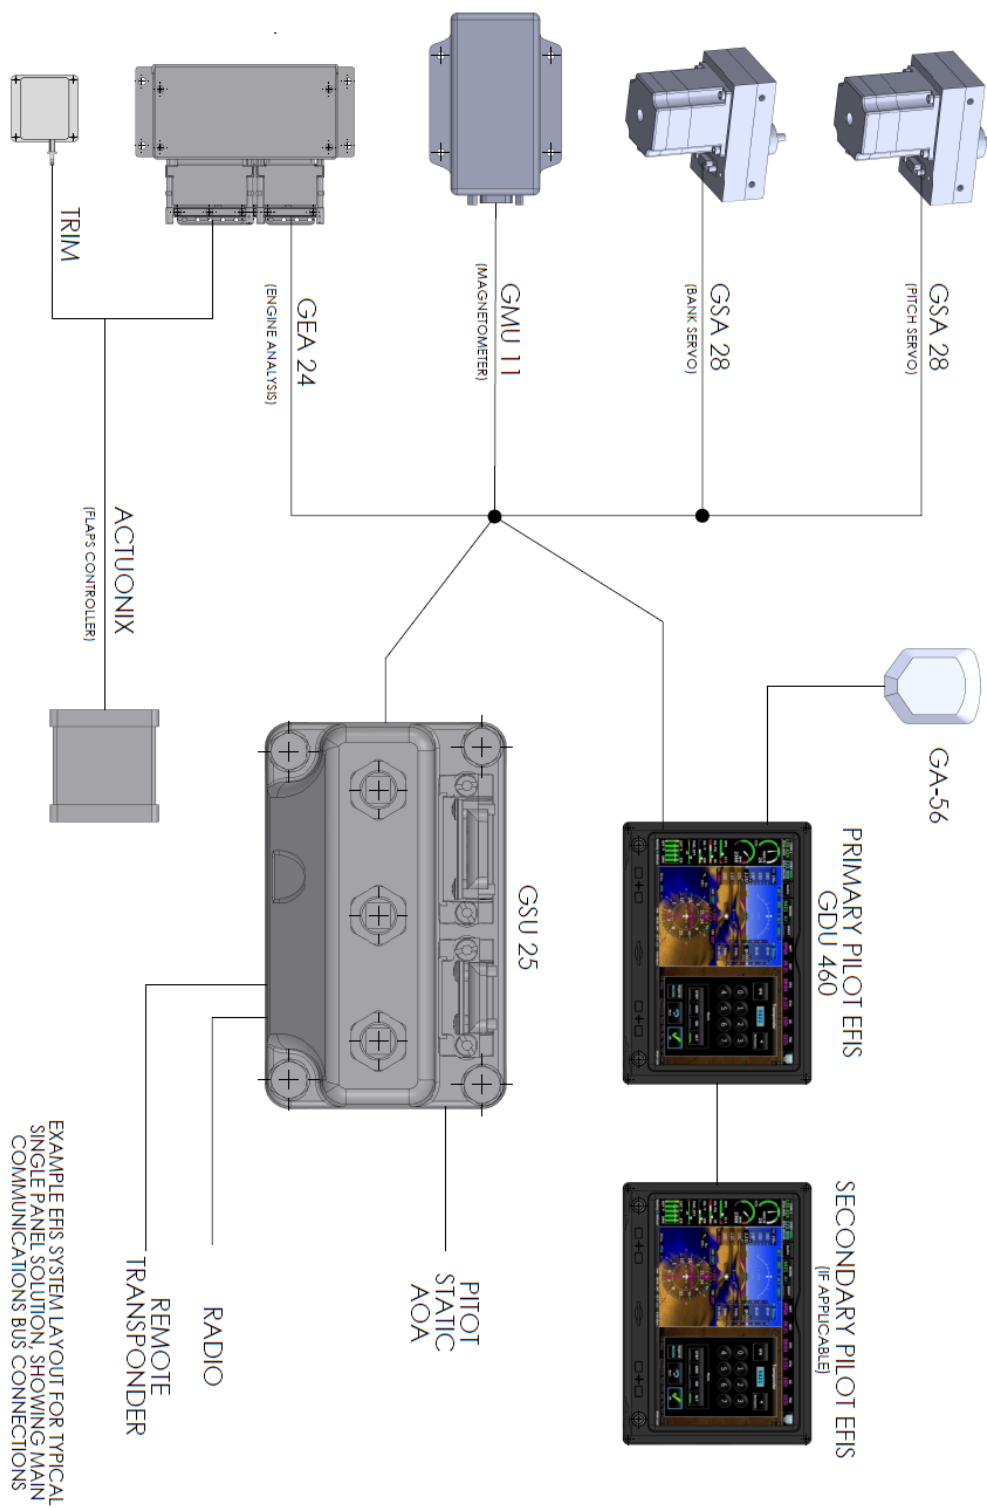 GA-56
PRIMARY PILOT EFIS
GDU 460
SECONDARY PILOT EFIS
(IF APPLICABLE)
GSA 28
(PITCH SERVO)
GSA 28
(BANK SERVO)
GMU 11
(MAGNETOMETER)
GEA 24
(ENGINE ANALYSIS)
TRIM
ACTUONIX
(FLAPS CONTROLLER)
GSU 25
PITOT
STATIC
AOA
RADIO
REMOTE
TRANSPONDER
EXAMPLE EFIS SYSTEM LAYOUT FOR TYPICAL
SINGLE PANEL SOLUTION, SHOWING MAIN
COMMUNICATIONS BUS CONNECTIONS